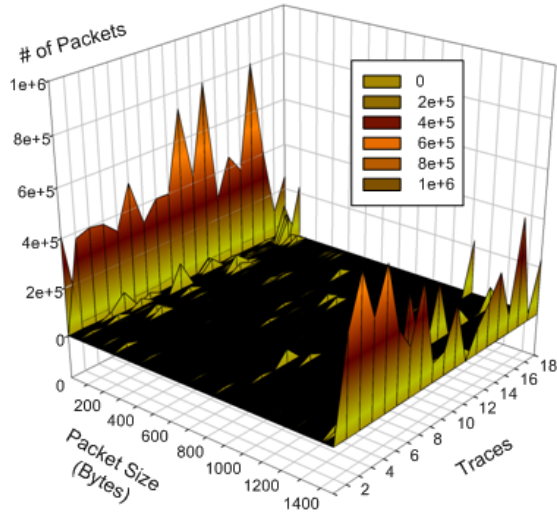 # of Packets
1e+6
8e+5
6e+5
4e+5
2e+5
0
0
2e+5
4e+5
6e+5
8e+5
1e+6
0
200
400
600
800
1000
1200
1400
Packet Size
(Bytes)
2
4
6
8
10
12
14
16
18
Traces